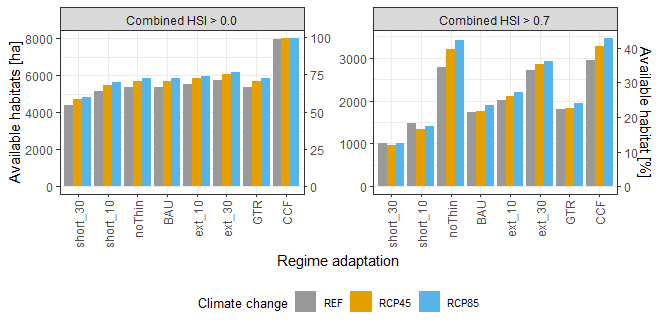 Combined HSI > 0.0
Combined HSI > 0.7
Available habitats [ha]
8000
6000
4000
2000
0
100
75
50
25
0
3000
2000
1000
0
40
30
20
10
0
Available habitat [%]
short_30
short_10
noThin
BAU
ext_10
ext_30
GTR
CCF
short_30
short_10
noThin
BAU
ext_10
ext_30
GTR
CCF
Regime adaptation
Climate change REF RCP45 RCP85